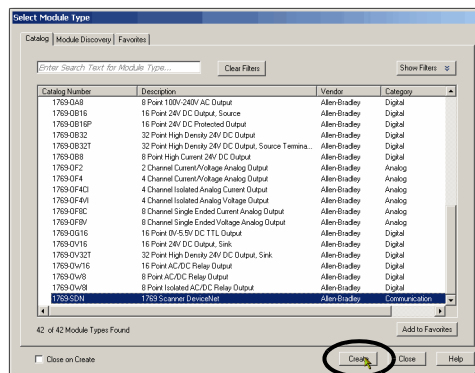 Select Module Type
Catalog Module Discovery Favorites
Enter Search Text for Module Type... Clear Filters Show Filters
Catalog Number Description Vendor Category
1769-OA8 8 Point 100V-240V AC Output Allen-Bradley Digital
1769-OB16 16 Point 24V DC Output, Source Allen-Bradley Digital
1769-OB16P 16 Point 24V DC Protected Output Allen-Bradley Digital
1769-OB32 32 Point High Density 24V DC Output Allen-Bradley Digital
1769-OB32T 32 Point High Density 24V DC Output, Source Termina... Allen-Bradley Digital
1769-OB8 8 Point High Current 24V DC Output Allen-Bradley Digital
1769-OF2 2 Channel Current/Voltage Analog Output Allen-Bradley Analog
1769-OF4 4 Channel Current/Voltage Analog Output Allen-Bradley Analog
1769-OF4CI 4 Channel Isolated Analog Current Output Allen-Bradley Analog
1769-OF4VI 4 Channel Isolated Analog Voltage Output Allen-Bradley Analog
1769-OF8C 8 Channel Single Ended Current Analog Output Allen-Bradley Analog
1769-OF8V 8 Channel Single Ended Voltage Analog Output Allen-Bradley Analog
1769-OG16 16 Point 0V-5.5V DC TTL Output Allen-Bradley Digital
1769-OV16 16 Point 24V DC Output, Sink Allen-Bradley Digital
1769-OV32T 32 Point High Density 24V DC Output, Sink Allen-Bradley Digital
1769-OW16 16 Point AC/DC Relay Output Allen-Bradley Digital
1769-OW8 8 Point AC/DC Relay Output Allen-Bradley Digital
1769-OW8I 8 Point Isolated AC/DC Relay Output Allen-Bradley Digital
1769-SDN 1769 Scanner DeviceNet Allen-Bradley Communication
42 of 42 Module Types Found Add to Favorites
Close on Create Create Close Help